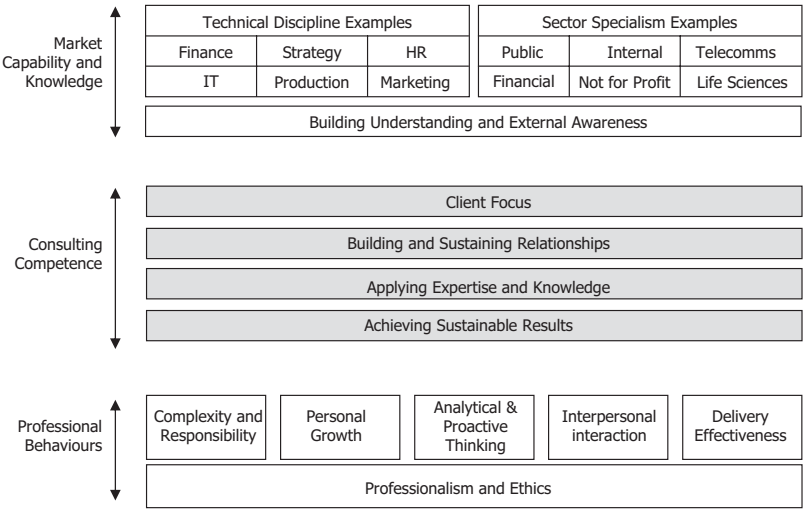 Market
Capability and
Knowledge
Technical Discipline Examples
Finance Strategy HR
IT Production Marketing
Sector Specialism Examples
Public Internal Telecomms
Financial Not for Profit Life Sciences
Building Understanding and External Awareness
Consulting
Competence
Client Focus
Building and Sustaining Relationships
Applying Expertise and Knowledge
Achieving Sustainable Results
Professional
Behaviours
Complexity and
Responsibility
Personal
Growth
Analytical &
Proactive
Thinking
Interpersonal
interaction
Delivery
Effectiveness
Professionalism and Ethics